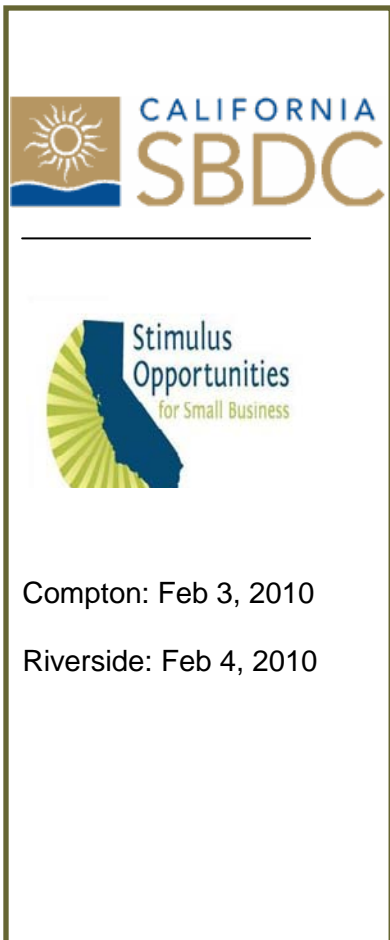 CALIFORNIA
SBDC
Stimulus
Opportunities
for Small Business
Compton: Feb 3, 2010
Riverside: Feb 4, 2010